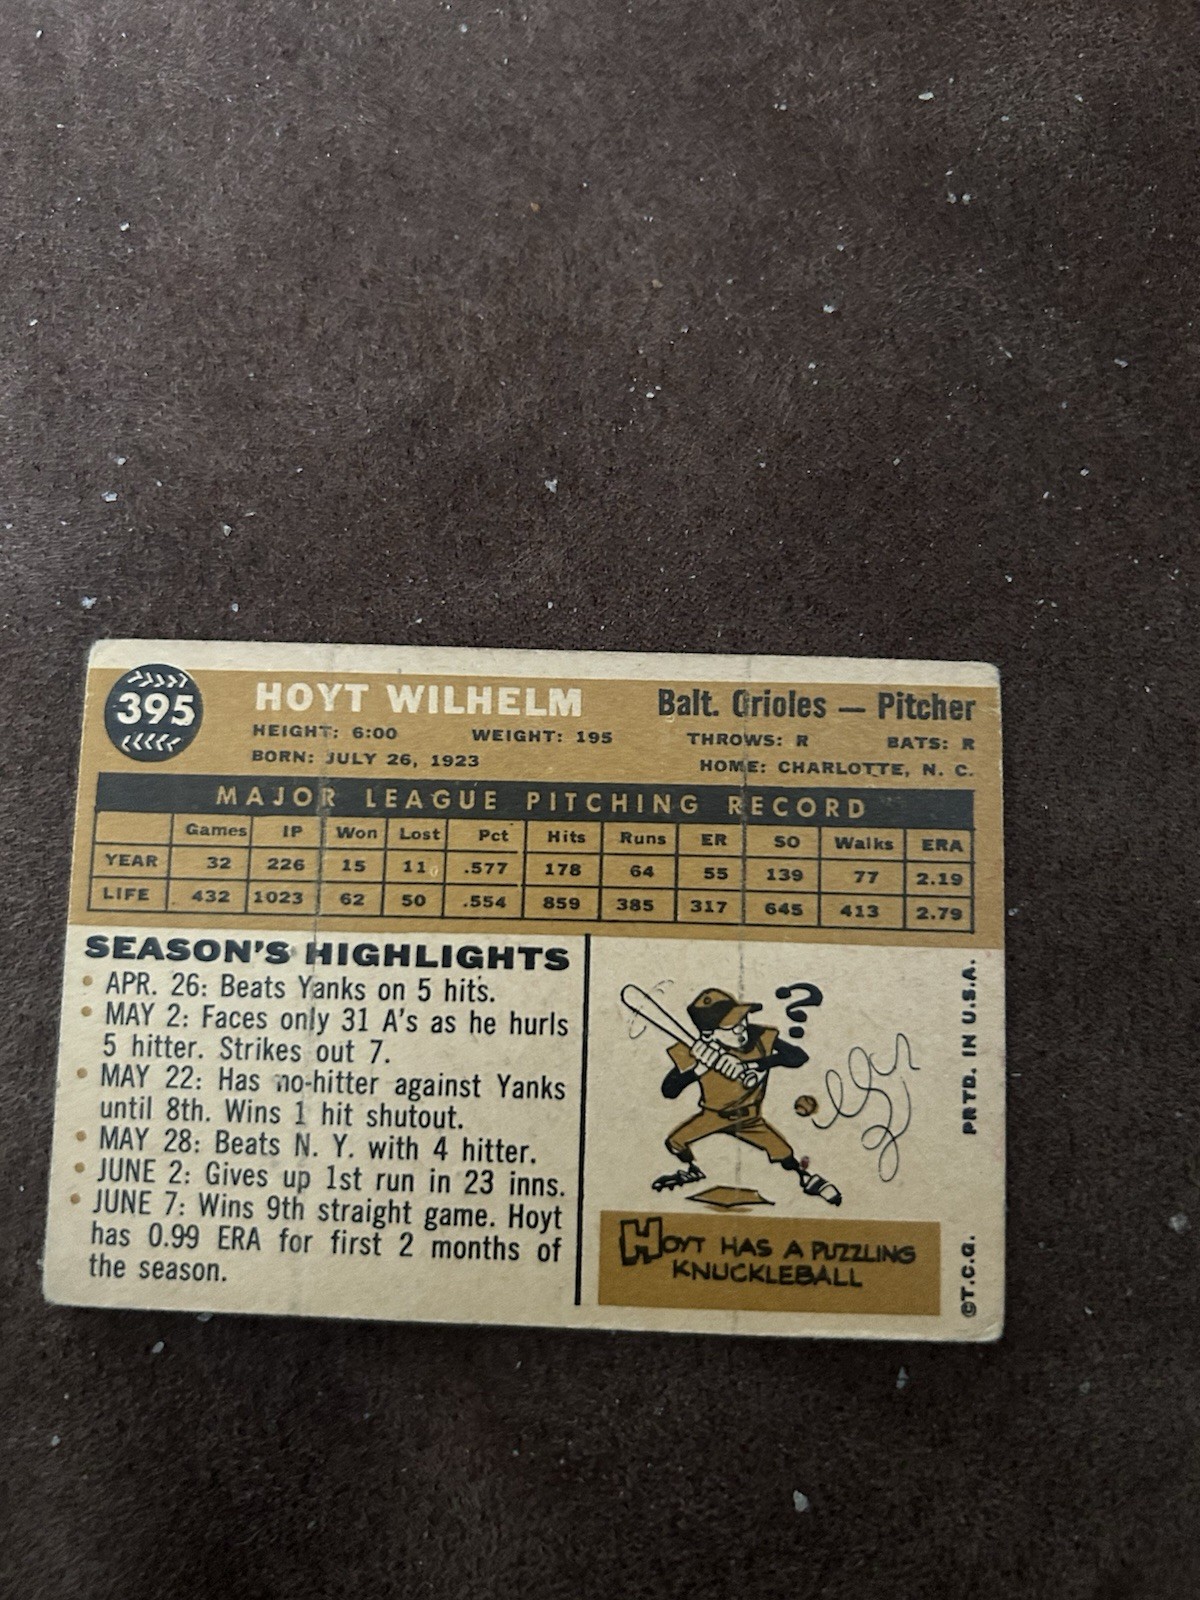 395
HOYT WILHELM
Balt. Orioles — Pitcher
HEIGHT: 6:00 WEIGHT: 195 THROWS: R BATS: R
BORN: JULY 26, 1923 HOME: CHARLOTTE, N. C.
MAJOR LEAGUE PITCHING RECORD
Games IP Won Lost Pct Hits Runs ER SO Walks ERA
YEAR 32 226 15 11 .577 178 64 55 139 77 2.19
LIFE 432 1023 62 50 .554 859 385 317 645 413 2.79
SEASON'S HIGHLIGHTS
• APR. 26: Beats Yanks on 5 hits.
• MAY 2: Faces only 31 A's as he hurls
5 hitter. Strikes out 7.
• MAY 22: Has no-hitter against Yanks
until 8th. Wins 1 hit shutout.
• MAY 28: Beats N. Y. with 4 hitter.
• JUNE 2: Gives up 1st run in 23 inns.
• JUNE 7: Wins 9th straight game. Hoyt
has 0.99 ERA for first 2 months of
the season.
?
HOYT HAS A PUZZLING
KNUCKLEBALL
©T.C.G. PRTD. IN U.S.A.